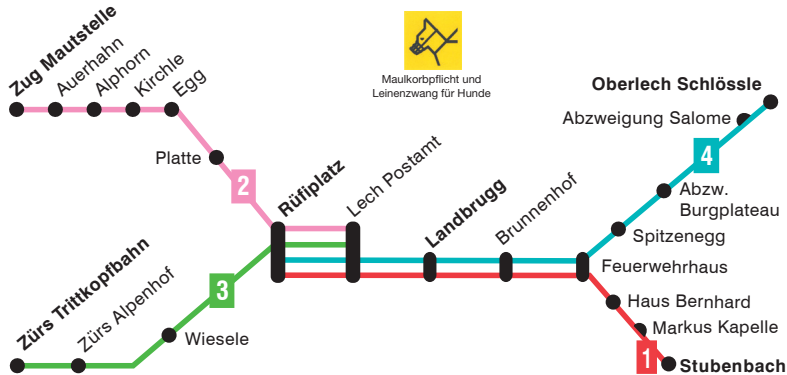 Zug Mautstelle
Auerhahn
Alphorn
Kirchle
Egg
Platte
2
Maulkorbpflicht und
Leinenzwang für Hunde
Oberlech Schlössle
Abzweigung Salome
4
Abzw.
Burgplateau
Spitzenegg
Rüfiplatz
Lech Postamt
Landbrugg
Brunnenhof
Feuerwehrhaus
Zürs Trittkopfbahn
Zürs Alpenhof
3
Wiesele
Haus Bernhard
Markus Kapelle
1
Stubenbach